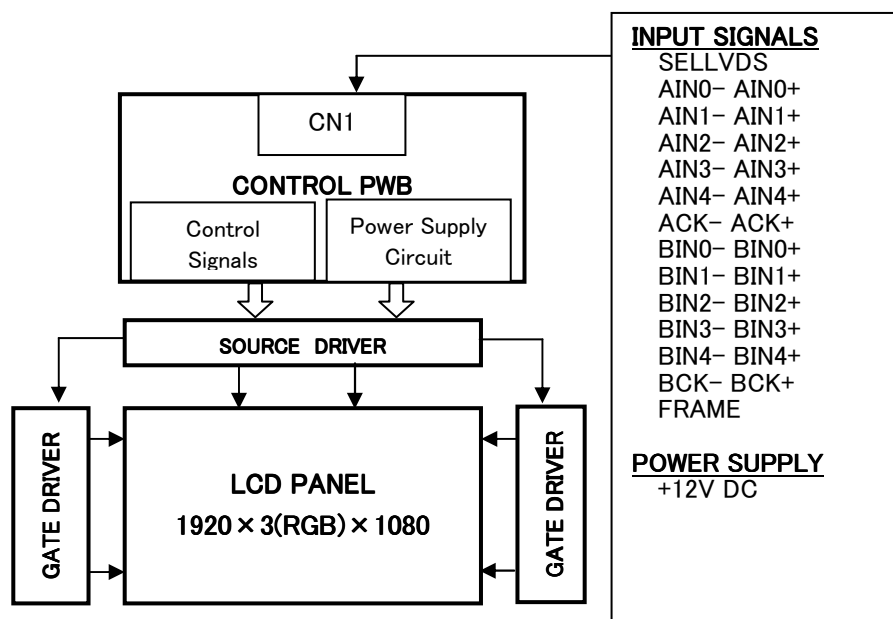 CN1
CONTROL PWB
Control
Signals
Power Supply
Circuit
SOURCE DRIVER
GATE DRIVER
LCD PANEL
1920×3(RGB)×1080
GATE DRIVER
INPUT SIGNALS
SELLVDS
AIN0- AIN0+
AIN1- AIN1+
AIN2- AIN2+
AIN3- AIN3+
AIN4- AIN4+
ACK- ACK+
BIN0- BIN0+
BIN1- BIN1+
BIN2- BIN2+
BIN3- BIN3+
BIN4- BIN4+
BCK- BCK+
FRAME
POWER SUPPLY
+12V DC